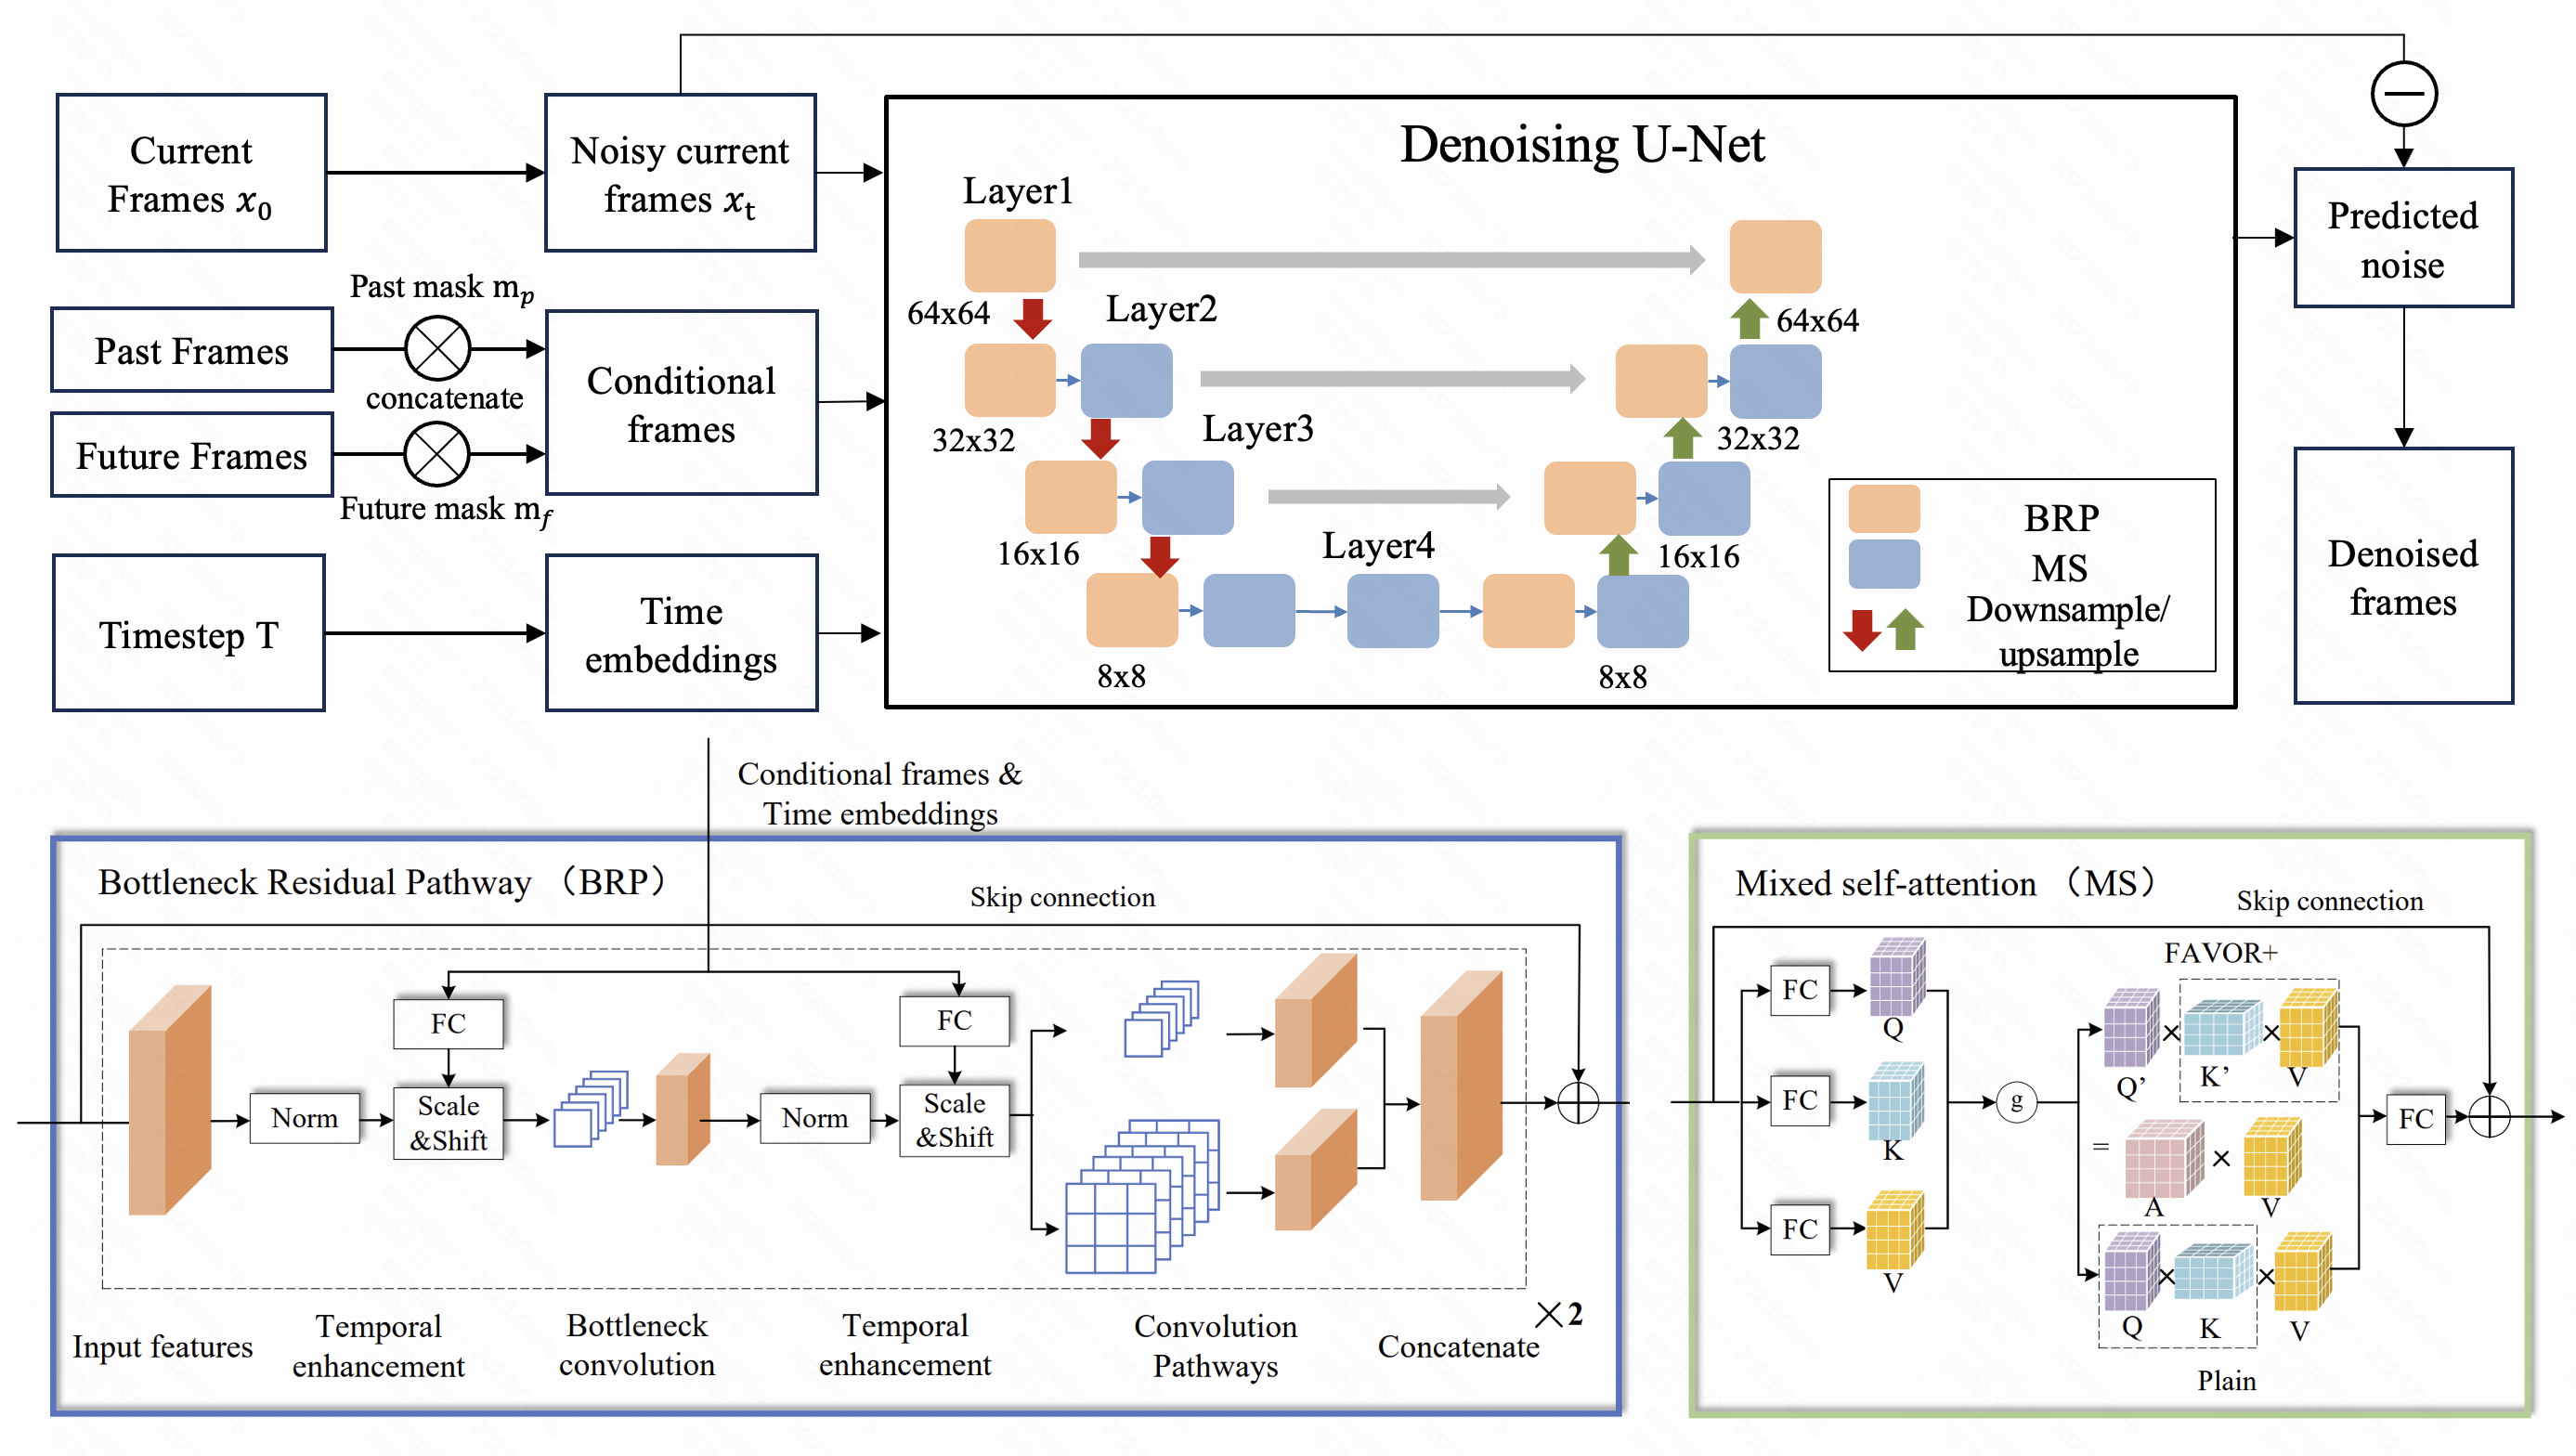 Current
Frames x₀
Noisy current
frames xₜ
Past mask mₚ
Past Frames
concatenate
Future Frames
Future mask m_f
Conditional
frames
Timestep T
Time
embeddings
Denoising U-Net
Layer1
64x64
Layer2
64x64
32x32
Layer3
32x32
16x16
Layer4
16x16
8x8
8x8
BRP
MS
Downsample/
upsample
Predicted
noise
Denoised
frames
Conditional frames &
Time embeddings
Bottleneck Residual Pathway （BRP）
Skip connection
FC
FC
Norm
Scale
&Shift
Norm
Scale
&Shift
×2
Input features
Temporal
enhancement
Bottleneck
convolution
Temporal
enhancement
Convolution
Pathways
Concatenate
Mixed self-attention （MS）
Skip connection
FAVOR+
FC
Q
FC
K
FC
V
g
Q’
×
K’
×
V
=
A
×
V
Q
×
K
×
V
Plain
FC